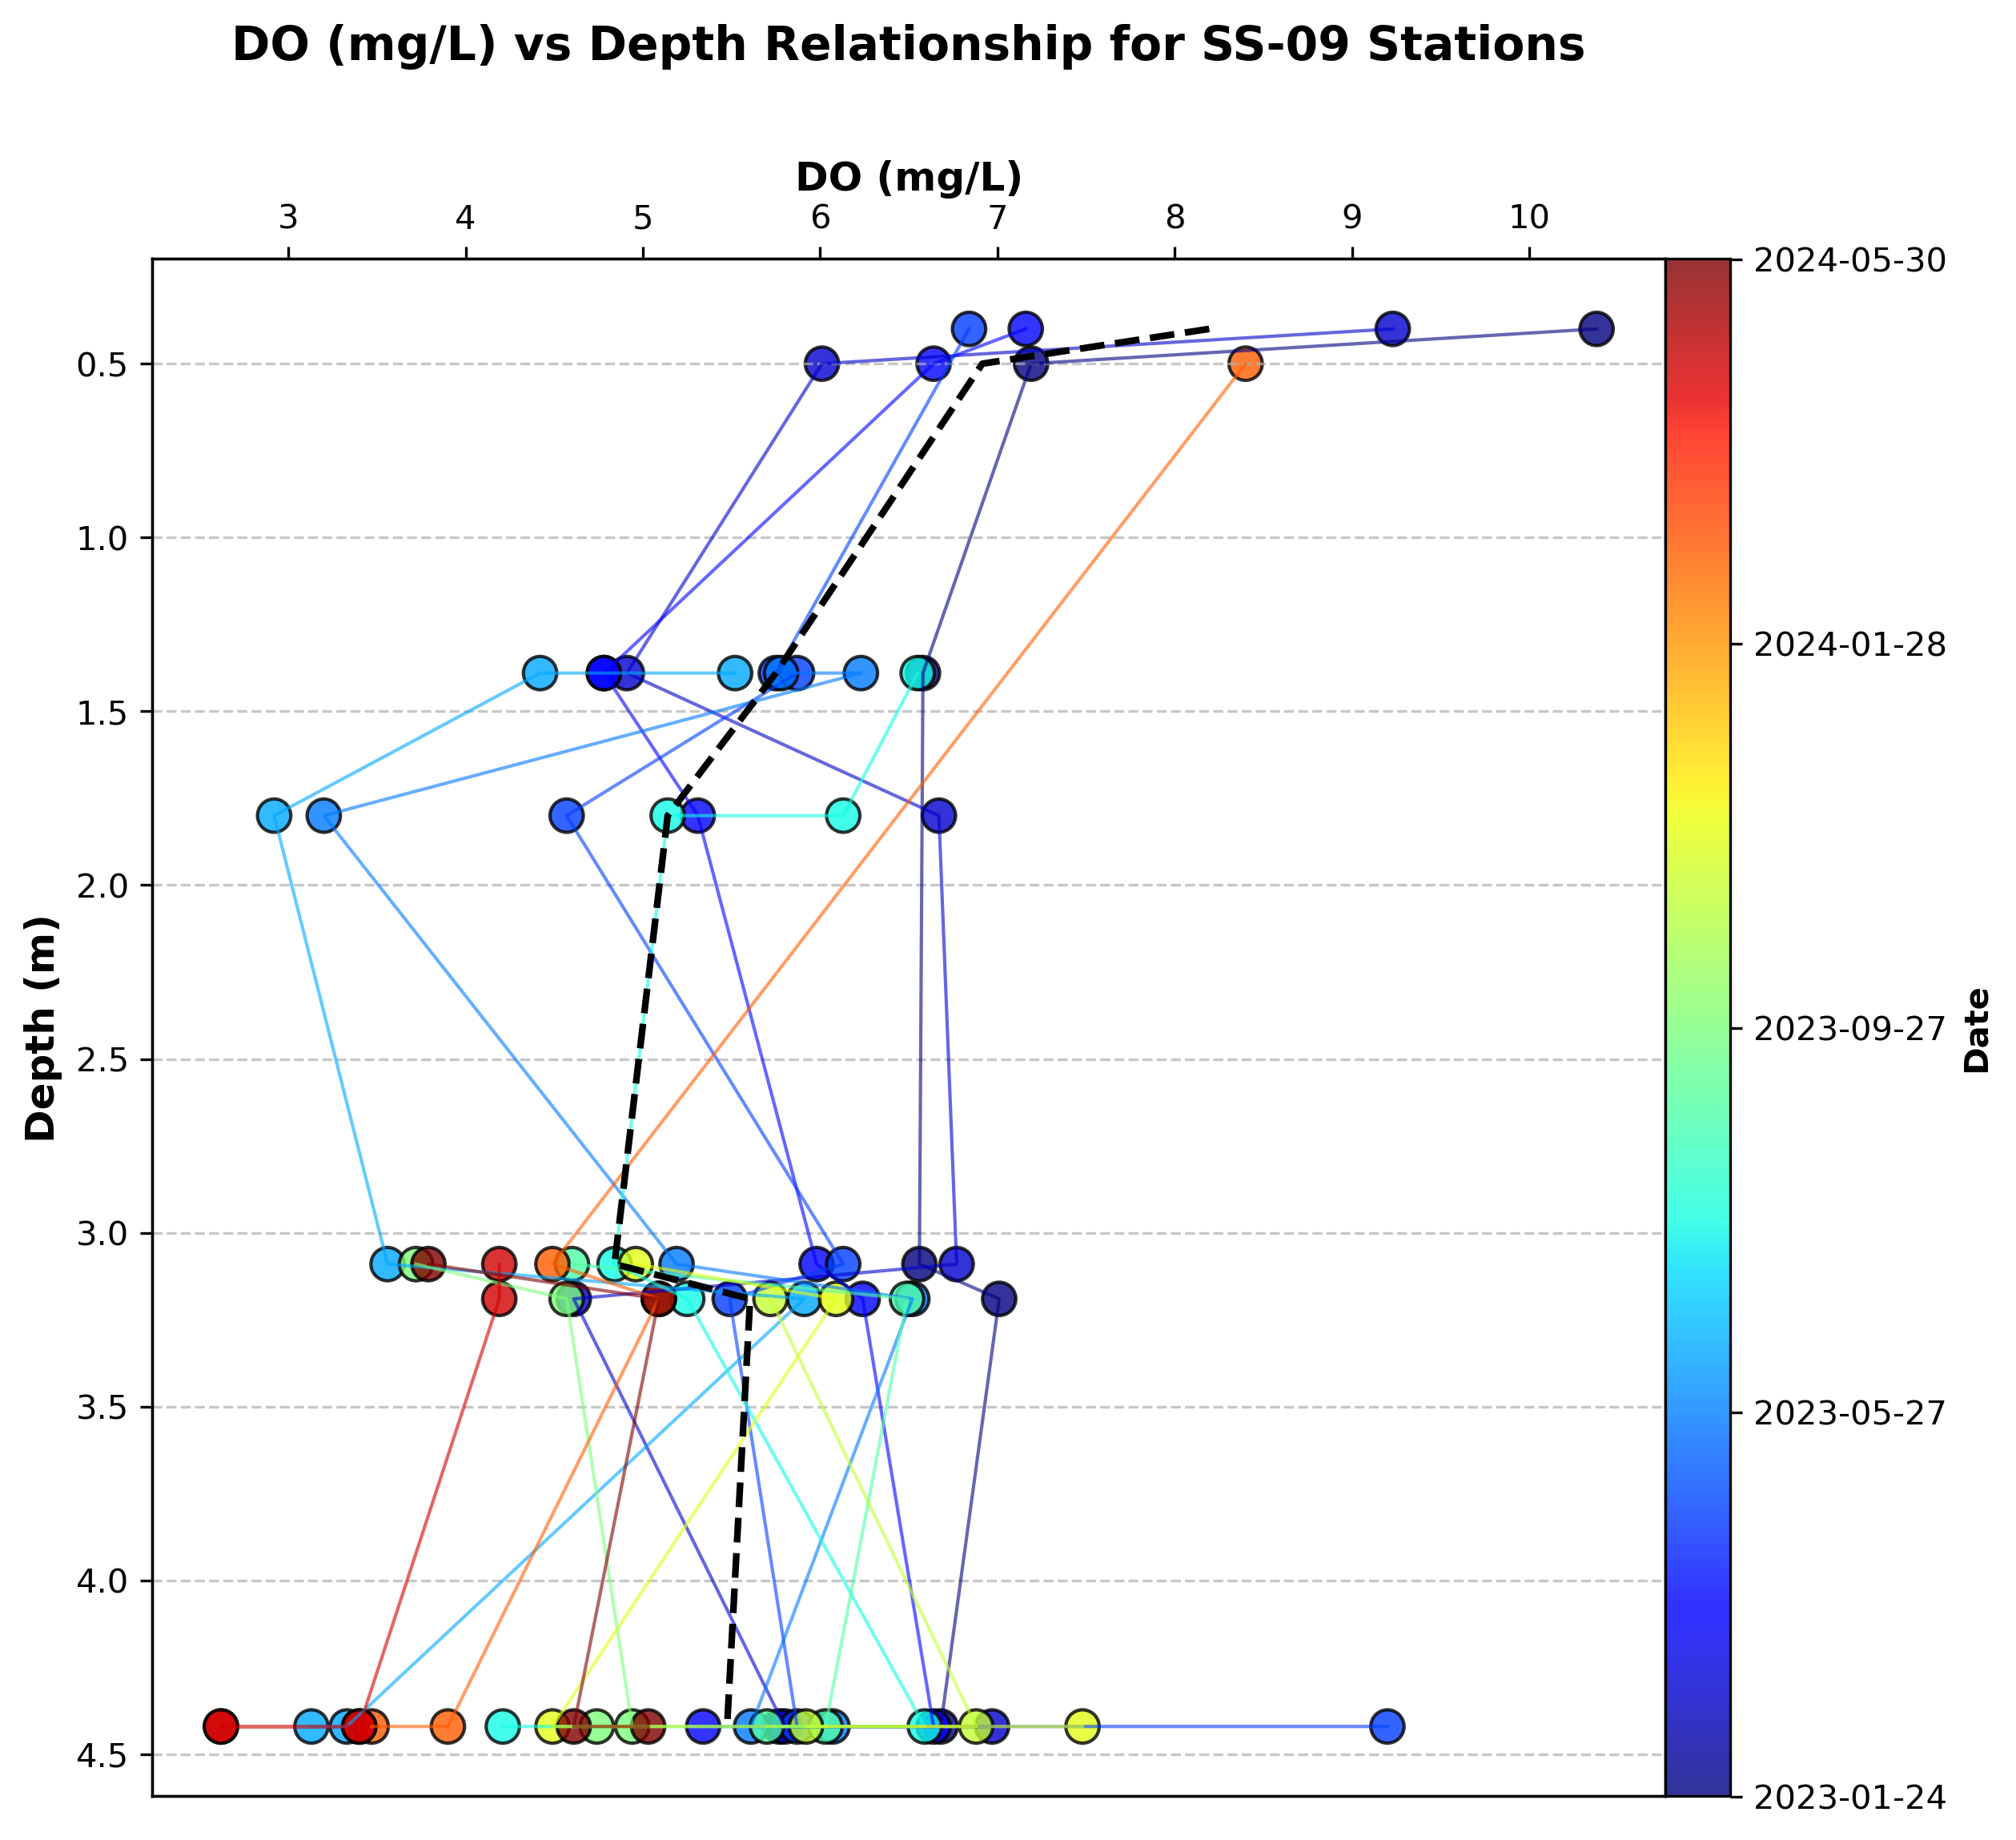 DO (mg/L) vs Depth Relationship for SS-09 Stations
DO (mg/L)
3 4 5 6 7 8 9 10
Depth (m)
0.5
1.0
1.5
2.0
2.5
3.0
3.5
4.0
4.5
2024-05-30
2024-01-28
2023-09-27
2023-05-27
2023-01-24
Date